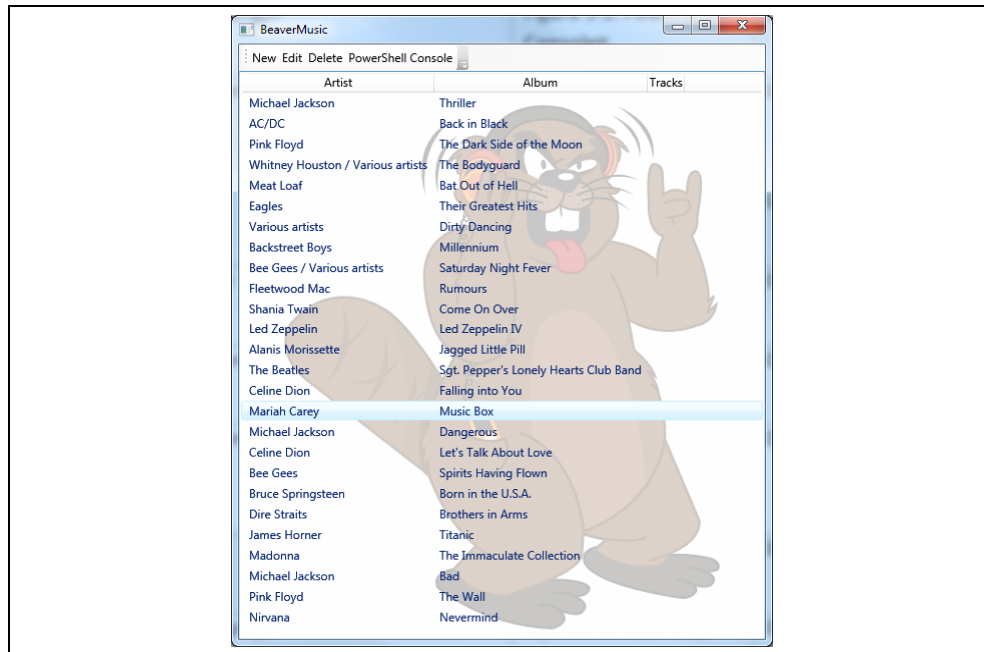 BeaverMusic
New Edit Delete PowerShell Console
Artist Album Tracks
Michael Jackson Thriller
AC/DC Back in Black
Pink Floyd The Dark Side of the Moon
Whitney Houston / Various artists The Bodyguard
Meat Loaf Bat Out of Hell
Eagles Their Greatest Hits
Various artists Dirty Dancing
Backstreet Boys Millennium
Bee Gees / Various artists Saturday Night Fever
Fleetwood Mac Rumours
Shania Twain Come On Over
Led Zeppelin Led Zeppelin IV
Alanis Morissette Jagged Little Pill
The Beatles Sgt. Pepper's Lonely Hearts Club Band
Celine Dion Falling into You
Mariah Carey Music Box
Michael Jackson Dangerous
Celine Dion Let's Talk About Love
Bee Gees Spirits Having Flown
Bruce Springsteen Born in the U.S.A.
Dire Straits Brothers in Arms
James Horner Titanic
Madonna The Immaculate Collection
Michael Jackson Bad
Pink Floyd The Wall
Nirvana Nevermind